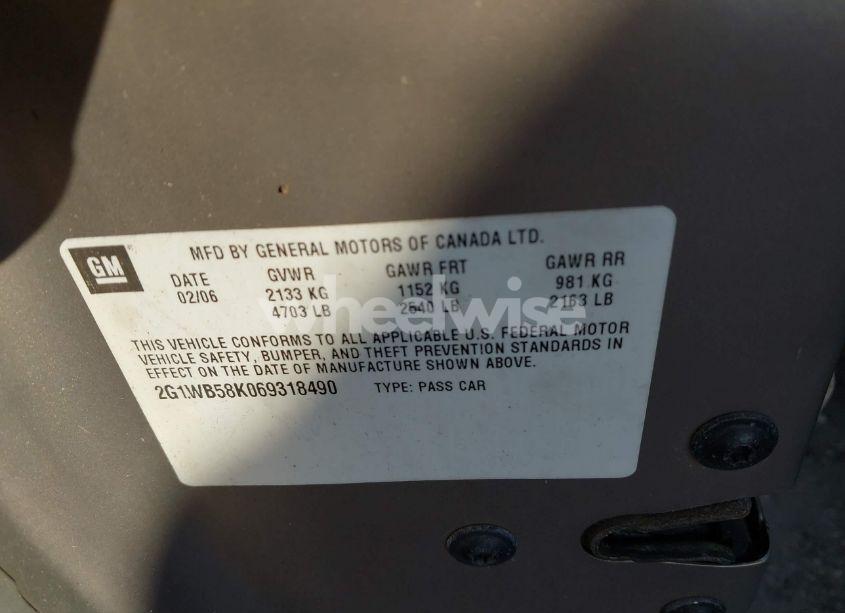 GM
MFD BY GENERAL MOTORS OF CANADA LTD.
DATE GVWR GAWR FRT GAWR RR
02/06 2133 KG 1152 KG 981 KG
4703 LB 2540 LB 2163 LB
THIS VEHICLE CONFORMS TO ALL APPLICABLE U.S. FEDERAL MOTOR
VEHICLE SAFETY, BUMPER, AND THEFT PREVENTION STANDARDS IN
EFFECT ON THE DATE OF MANUFACTURE SHOWN ABOVE.
2G1WB58K069318490 TYPE: PASS CAR
wheelwise